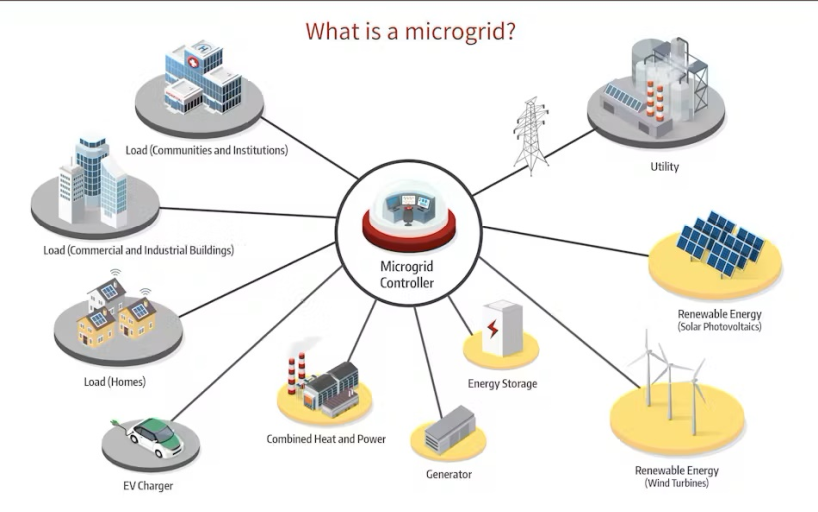 What is a microgrid?
Load (Communities and Institutions)
Utility
Load (Commercial and Industrial Buildings)
Microgrid
Controller
Renewable Energy
(Solar Photovoltaics)
Load (Homes)
Energy Storage
Combined Heat and Power
Generator
Renewable Energy
(Wind Turbines)
EV Charger